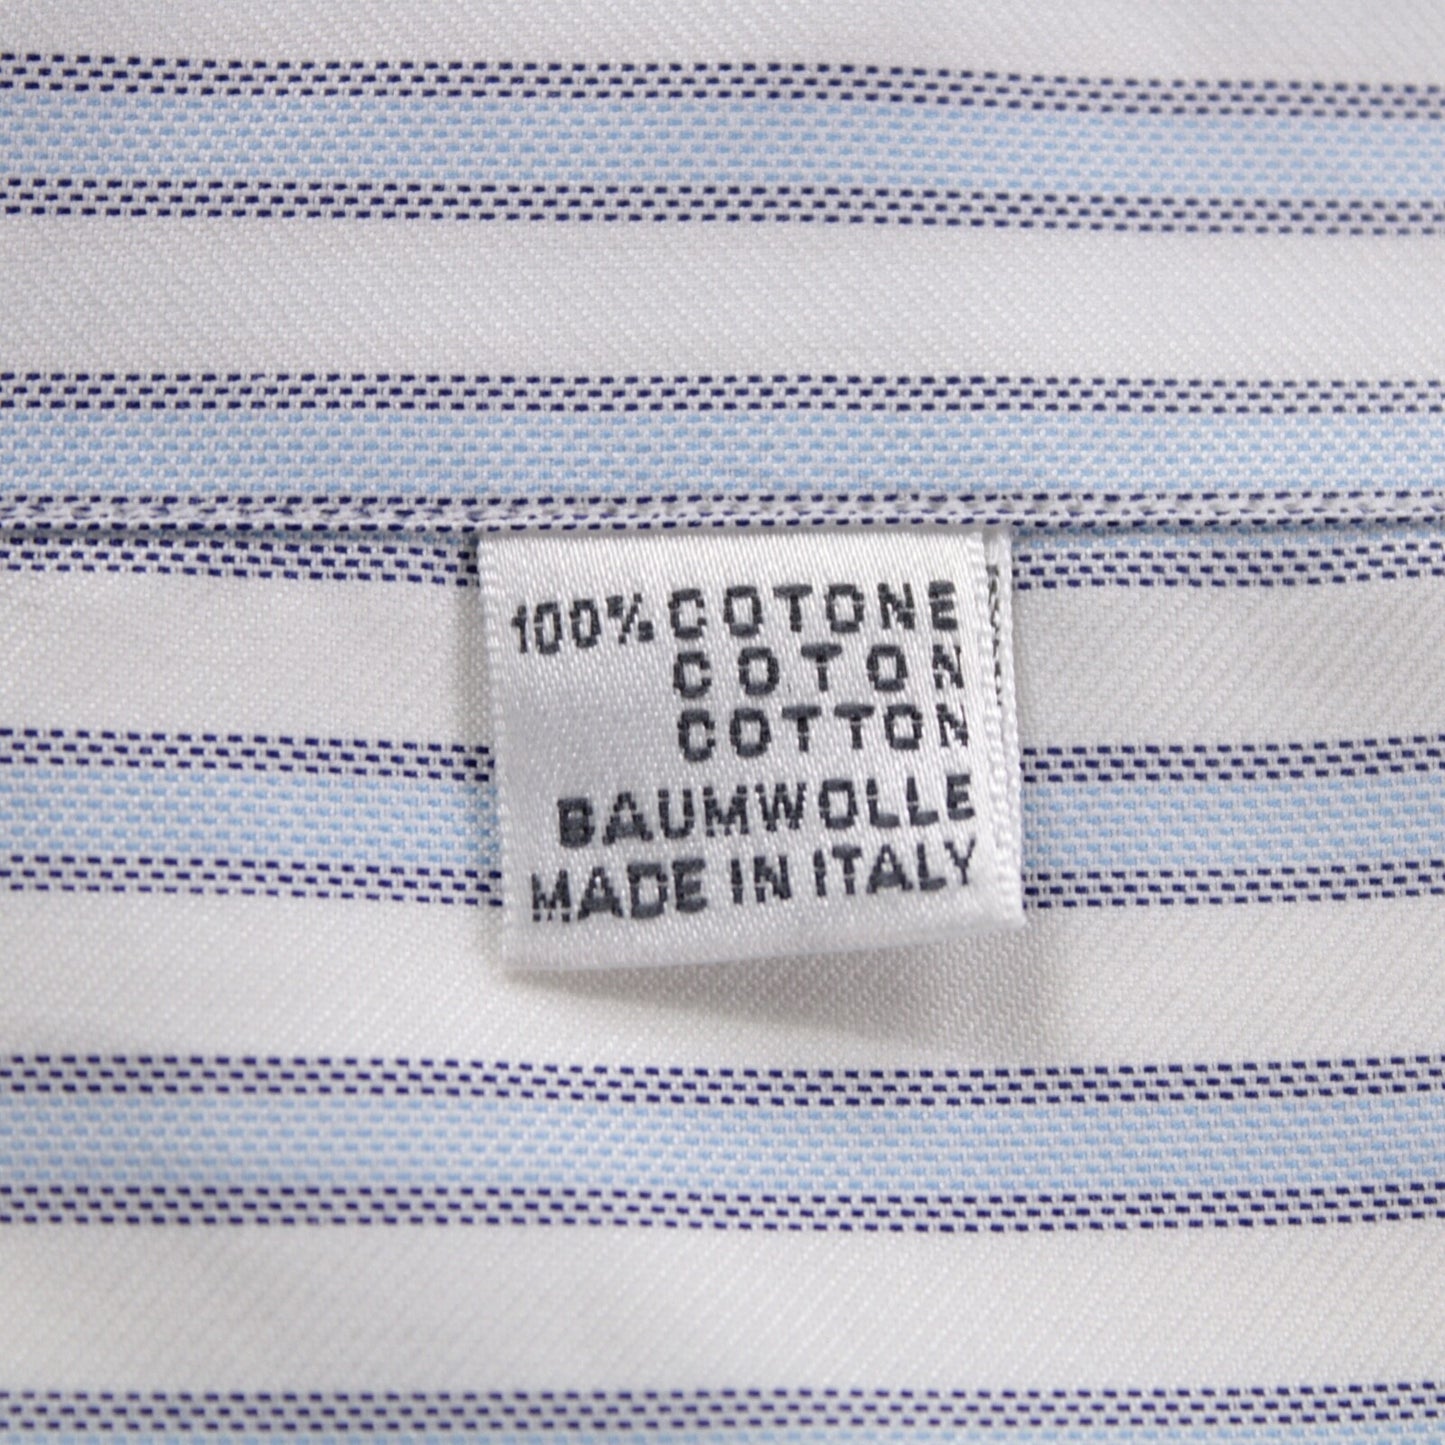 100% COTONE
COTON
COTTON
BAUMWOLLE
MADE IN ITALY